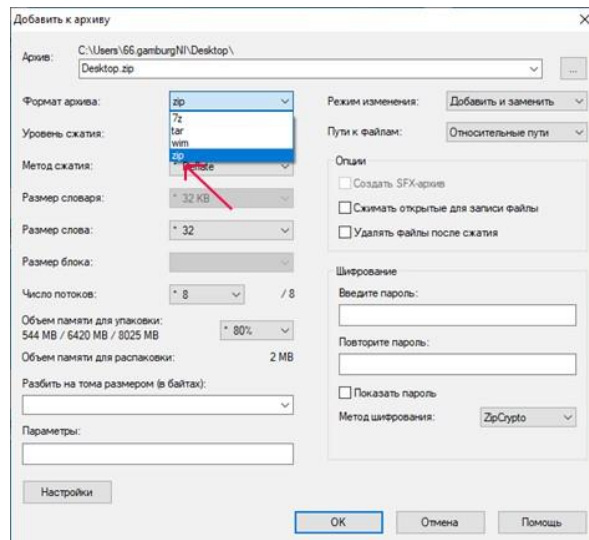 Добавить к архиву
Архив:
C:\Users\66.gamburgNI\Desktop\
Desktop.zip
...
Формат архива:
zip
7z
tar
wim
zip
Уровень сжатия:
Метод сжатия:
* Deflate
Размер словаря:
* 32 KB
Размер слова:
* 32
Размер блока:
Число потоков:
* 8
/ 8
Объем памяти для упаковки:
544 MB / 6420 MB / 8025 MB
* 80%
Объем памяти для распаковки:
2 MB
Разбить на тома размером (в байтах):
Параметры:
Настройки
Режим изменения:
Добавить и заменить
Пути к файлам:
Относительные пути
Опции
Создать SFX-архив
Сжимать открытые для записи файлы
Удалять файлы после сжатия
Шифрование
Введите пароль:
Повторите пароль:
Показать пароль
Метод шифрования:
ZipCrypto
OK
Отмена
Помощь